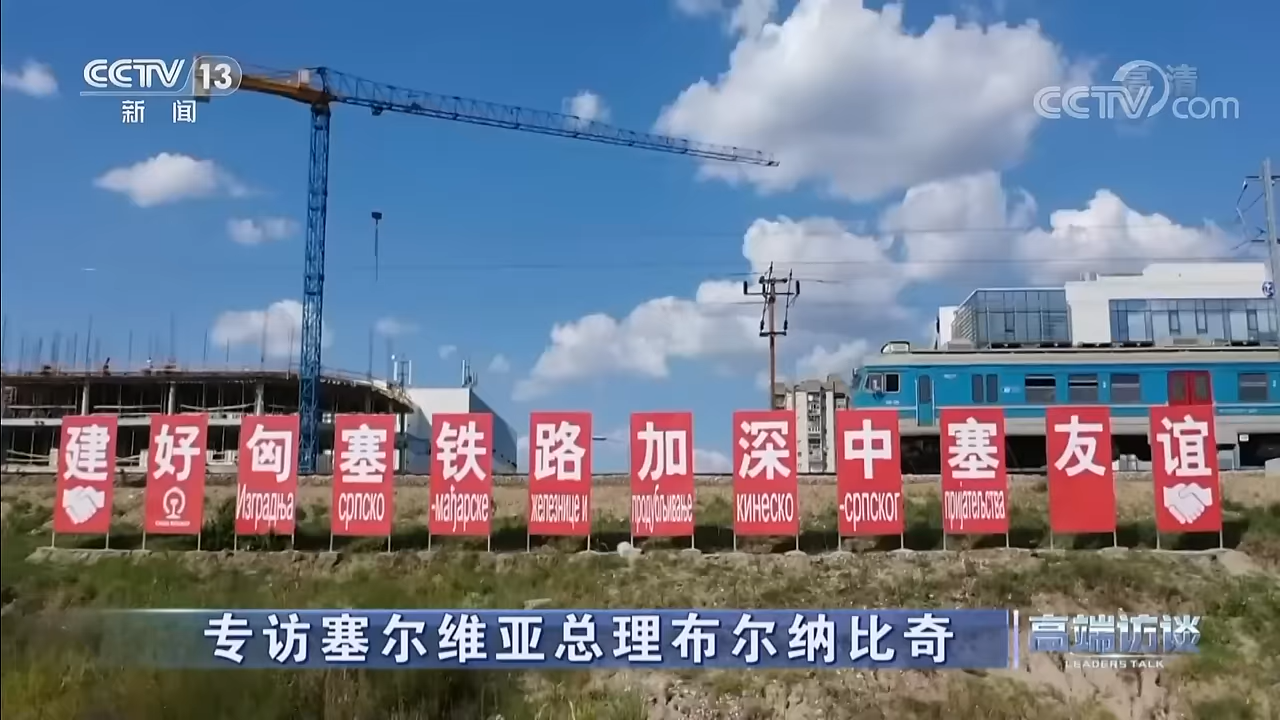 CCTV 13
新闻
高清
CCTV com
建好匈塞铁路加深中塞友谊
Изградња српско -мађарске железнице и продубљивање кинеско -српског пријатељства
专访塞尔维亚总理布尔纳比奇
高端访谈
LEADERS TALK